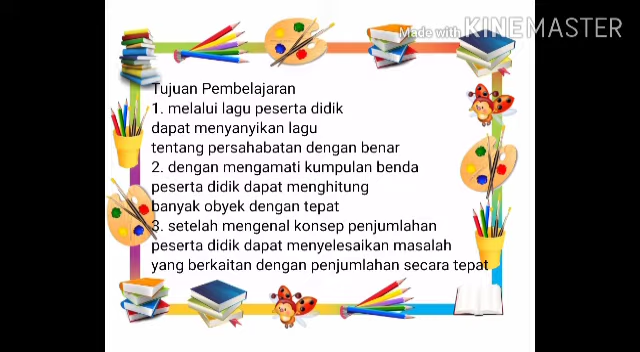 Made with KINEMASTER
Tujuan Pembelajaran
1. melalui lagu peserta didik
dapat menyanyikan lagu
tentang persahabatan dengan benar
2. dengan mengamati kumpulan benda
peserta didik dapat menghitung
banyak obyek dengan tepat
3. setelah mengenal konsep penjumlahan
peserta didik dapat menyelesaikan masalah
yang berkaitan dengan penjumlahan secara tepat